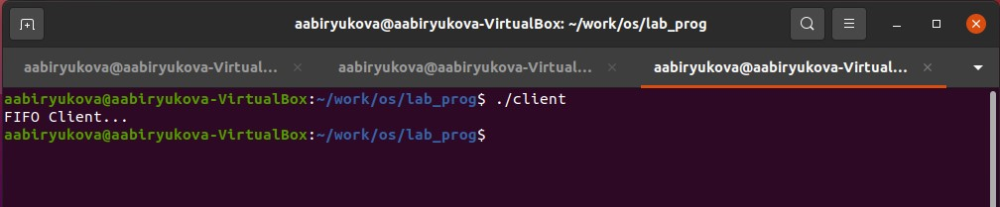 aabiryukova@aabiryukova-VirtualBox: ~/work/os/lab_prog
aabiryukova@aabiryukova-Virtual...
aabiryukova@aabiryukova-Virtual...
aabiryukova@aabiryukova-Virtual...
aabiryukova@aabiryukova-VirtualBox:~/work/os/lab_prog$ ./client
FIFO Client...
aabiryukova@aabiryukova-VirtualBox:~/work/os/lab_prog$